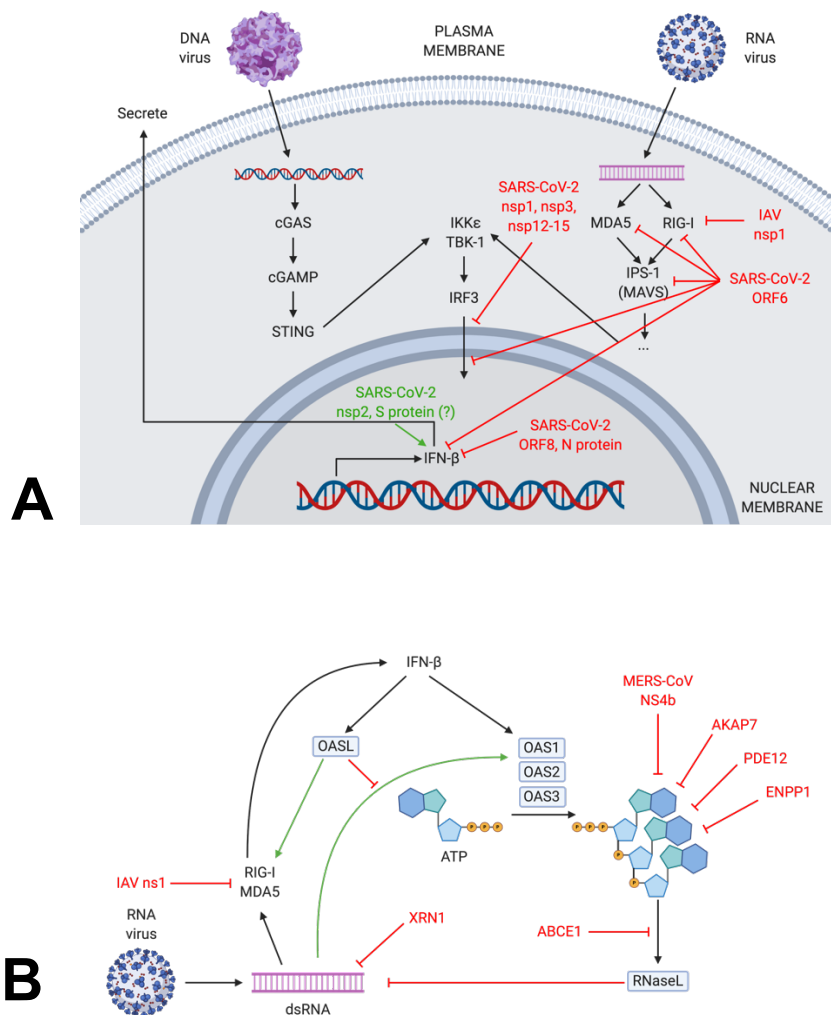 DNA
virus
PLASMA
MEMBRANE
RNA
virus
Secrete
SARS-CoV-2
nsp1, nsp3,
nsp12-15
cGAS
IKKε
TBK-1
MDA5
RIG-I
IAV
nsp1
cGAMP
IPS-1
(MAVS)
SARS-CoV-2
ORF6
IRF3
STING
...
SARS-CoV-2
nsp2, S protein (?)
SARS-CoV-2
ORF8, N protein
IFN-β
A
NUCLEAR
MEMBRANE
IFN-β
MERS-CoV
NS4b
AKAP7
OASL
OAS1
OAS2
OAS3
PDE12
ENPP1
P P P
P P P
ATP
P
P
RIG-I
MDA5
IAV ns1
RNA
virus
XRN1
ABCE1
B
dsRNA
RNaseL